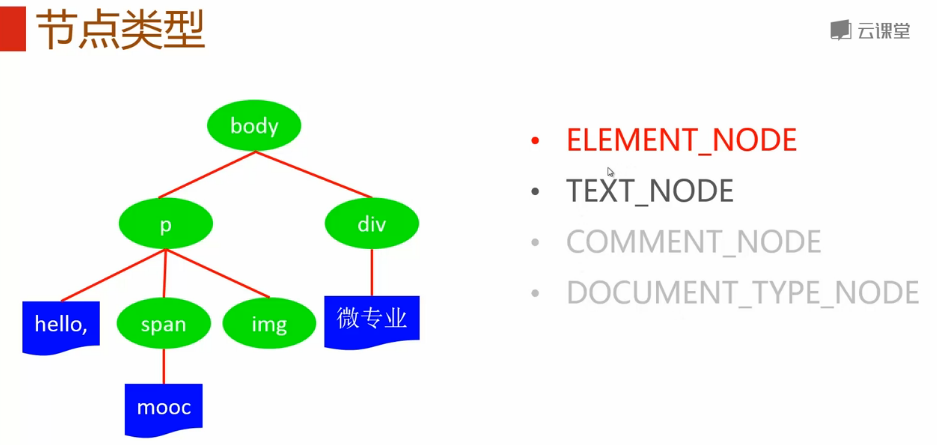 节点类型
云课堂
body
p
div
hello,
span
img
微专业
mooc
• ELEMENT_NODE
• TEXT_NODE
• COMMENT_NODE
• DOCUMENT_TYPE_NODE